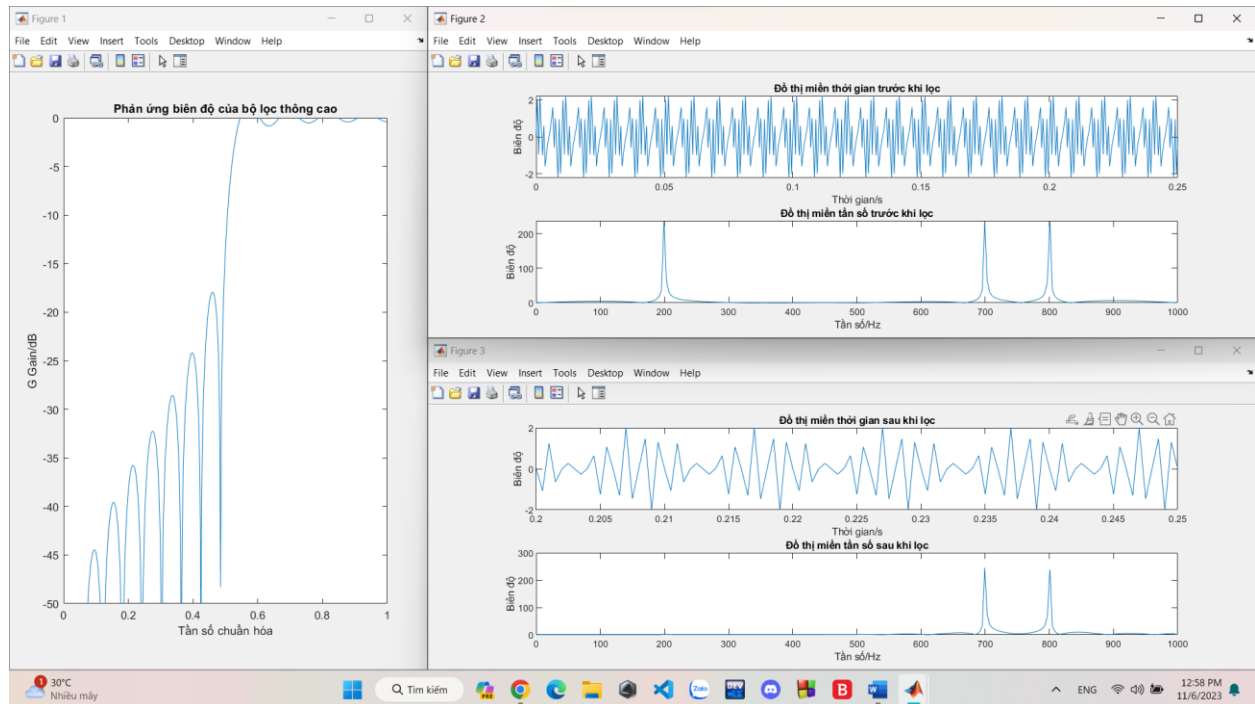 Figure 1
File Edit View Insert Tools Desktop Window Help
Phản ứng biên độ của bộ lọc thông cao
0
-5
-10
-15
-20
-25
-30
-35
-40
-45
-50
G Gain/dB
0 0.2 0.4 0.6 0.8 1
Tần số chuẩn hóa
Figure 2
File Edit View Insert Tools Desktop Window Help
Đồ thị miền thời gian trước khi lọc
2
0
-2
Biên độ
0 0.05 0.1 0.15 0.2 0.25
Thời gian/s
Đồ thị miền tần số trước khi lọc
200
100
0
Biên độ
0 100 200 300 400 500 600 700 800 900 1000
Tần số/Hz
Figure 3
File Edit View Insert Tools Desktop Window Help
Đồ thị miền thời gian sau khi lọc
2
0
-2
Biên độ
0.2 0.205 0.21 0.215 0.22 0.225 0.23 0.235 0.24 0.245 0.25
Thời gian/s
Đồ thị miền tần số sau khi lọc
300
200
100
0
Biên độ
0 100 200 300 400 500 600 700 800 900 1000
Tần số/Hz
1
30°C
Nhiều mây
Tìm kiếm
PRE
Zalo
DEV
B
ENG
12:58 PM
11/6/2023